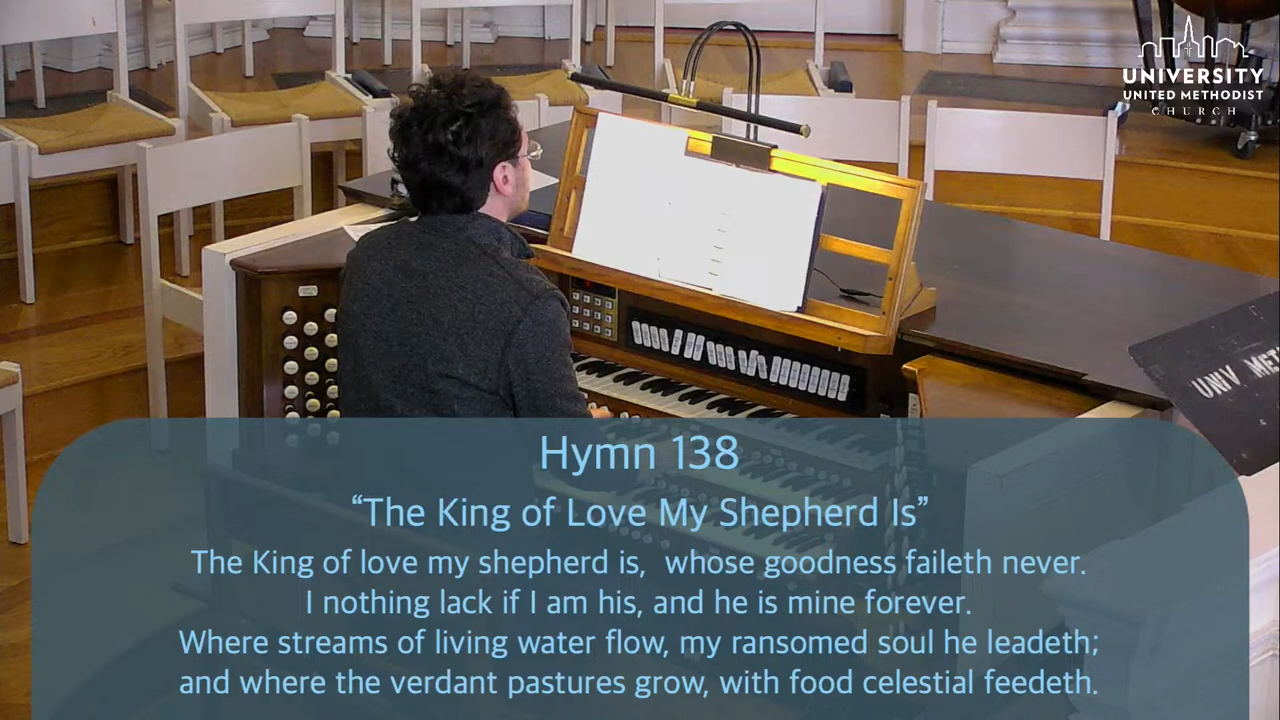 UNIVERSITY
UNITED METHODIST
CHURCH
UNIV MET
Hymn 138
“The King of Love My Shepherd Is”
The King of love my shepherd is,  whose goodness faileth never.
I nothing lack if I am his, and he is mine forever.
Where streams of living water flow, my ransomed soul he leadeth;
and where the verdant pastures grow, with food celestial feedeth.